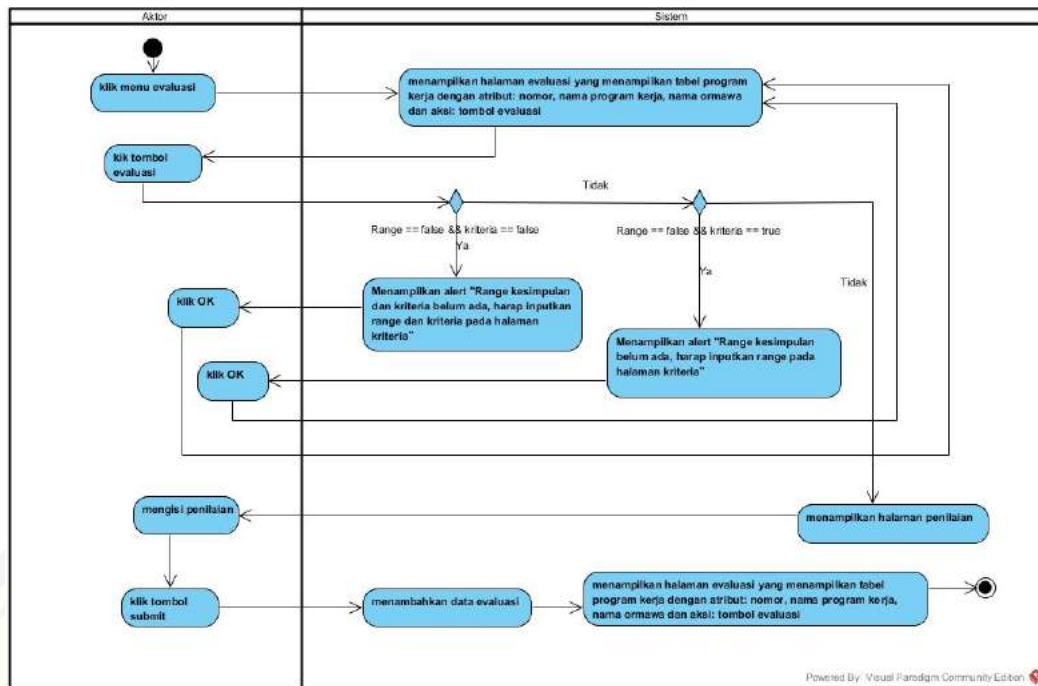 Aktor
Sistem
klik menu evaluasi
menampilkan halaman evaluasi yang menampilkan tabel program
kerja dengan atribut: nomor, nama program kerja, nama ormawa
dan aksi: tombol evaluasi
kik tombol
evaluasi
Tidak
Range == false && kriteria == false
Ya
Range == false && kriteria == true
Ya
Tidak
Menampilkan alert "Range kesimpulan
dan kriteria belum ada, harap inputkan
range dan kriteria pada halaman
kriteria"
klik OK
Menampilkan alert "Range kesimpulan
belum ada, harap inputkan range pada
halaman kriteria"
klik OK
menampilkan halaman penilaian
mengisi penilaian
klik tombol
submit
menambahkan data evaluasi
menampilkan halaman evaluasi yang menampilkan tabel
program kerja dengan atribut: nomor, nama program kerja,
nama ormawa dan aksi: tombol evaluasi
Powered By: Visual Paradigm Community Edition